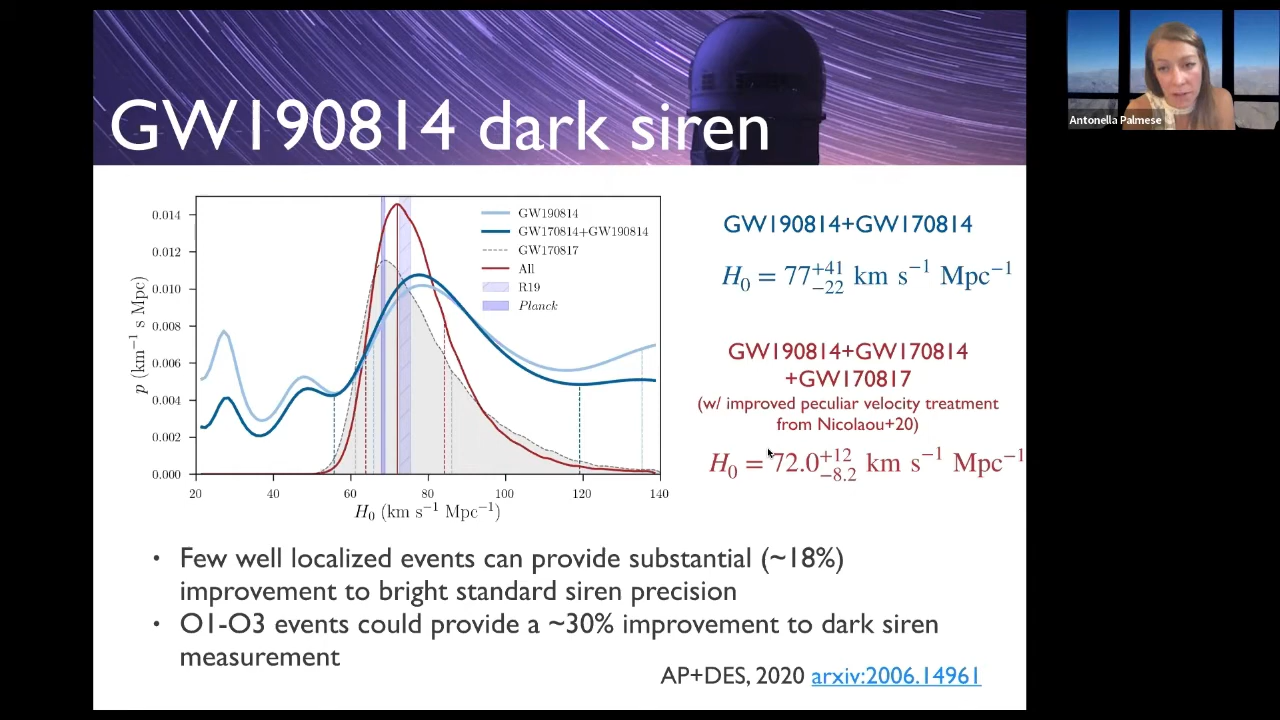 GW190814 dark siren
Antonella Palmese
GW190814
GW170814+GW190814
GW170817
All
R19
Planck
0.014
0.012
0.010
0.008
0.006
0.004
0.002
0.000
p (km⁻¹ s Mpc)
20 40 60 80 100 120 140
H₀ (km s⁻¹ Mpc⁻¹)
GW190814+GW170814
H₀ = 77⁺⁴¹₋₂₂ km s⁻¹ Mpc⁻¹
GW190814+GW170814
+GW170817
(w/ improved peculiar velocity treatment
from Nicolaou+20)
H₀ = 72.0⁺¹²₋₈.₂ km s⁻¹ Mpc⁻¹
• Few well localized events can provide substantial (~18%)
improvement to bright standard siren precision
• O1-O3 events could provide a ~30% improvement to dark siren
measurement
AP+DES, 2020 arxiv:2006.14961